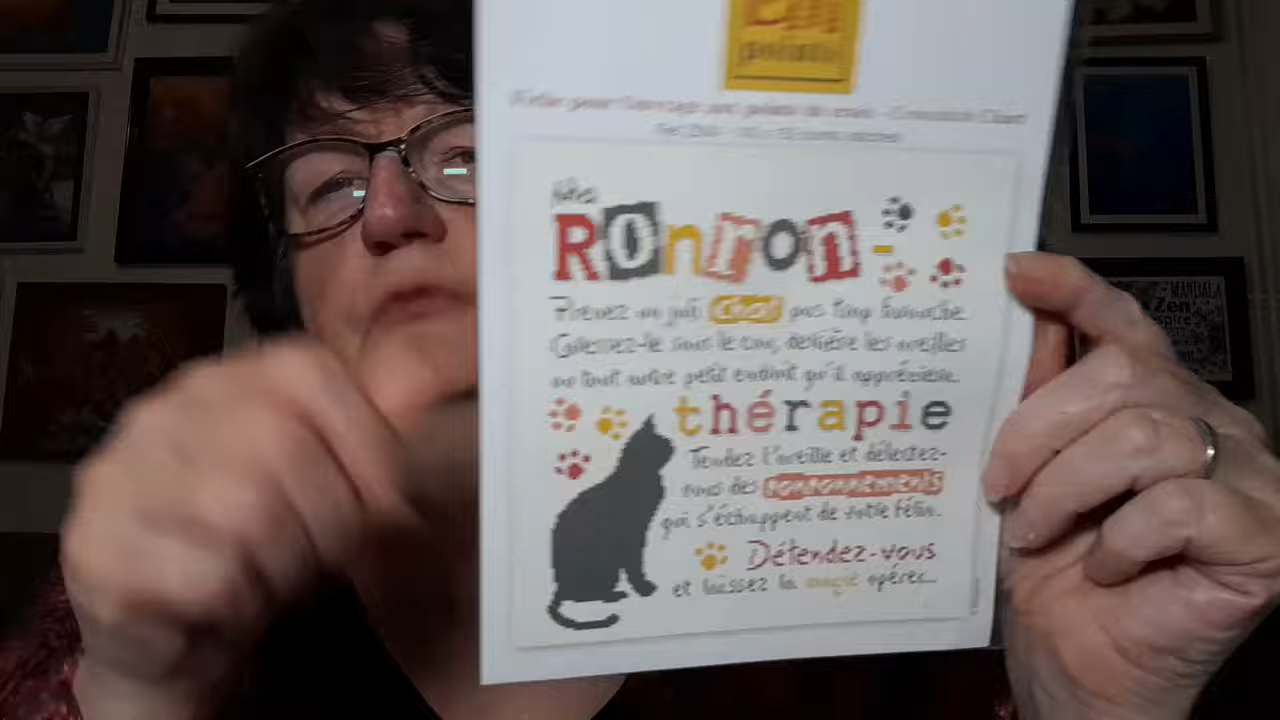 RONRON-
Prenez un joli chat pas trop farouche.
Caressez-le sous le cou, derrière les oreilles
ou tout autre petit endroit qu'il appréciera.
thérapie
Tendez l'oreille et délectez-
vous des ronronnements
qui s'échappent de votre félin.
Détendez-vous
et laissez la magie opérer...
MANDALA
Zen